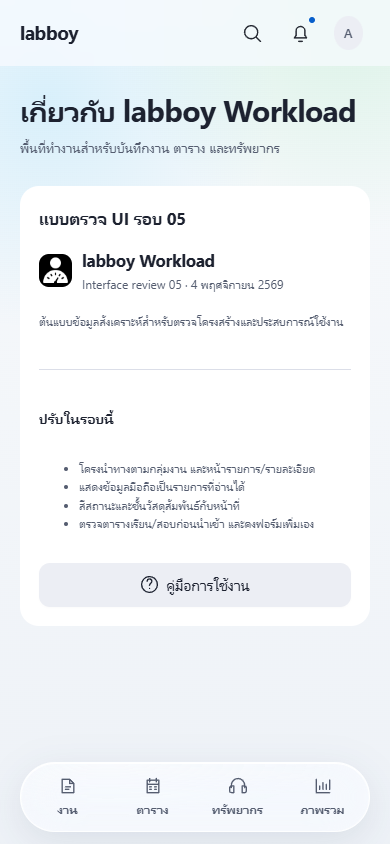 labboy
A
เกี่ยวกับ labboy Workload
พื้นที่ทำงานสำหรับบันทึกงาน ตาราง และทรัพยากร
แบบตรวจ UI รอบ 05
labboy Workload
Interface review 05 · 4 พฤศจิกายน 2569
ต้นแบบข้อมูลสังเคราะห์สำหรับตรวจโครงสร้างและประสบการณ์ใช้งาน
ปรับในรอบนี้
• โครงนำทางตามกลุ่มงาน และหน้ารายการ/รายละเอียด
• แสดงข้อมูลมือถือเป็นรายการที่อ่านได้
• สีสถานะและชั้นวัสดุสัมพันธ์กับหน้าที่
• ตรวจตารางเรียน/สอบก่อนนำเข้า และคงฟอร์มเพิ่มเอง
คู่มือการใช้งาน
งาน ตาราง ทรัพยากร ภาพรวม